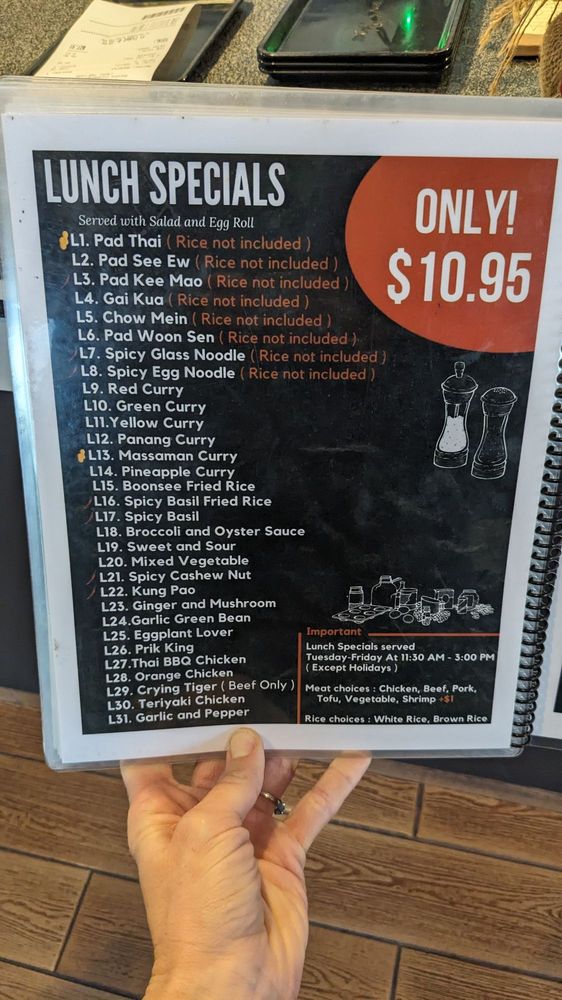 LUNCH SPECIALS
Served with Salad and Egg Roll
ONLY!
$10.95
L1. Pad Thai ( Rice not included )
L2. Pad See Ew ( Rice not included )
L3. Pad Kee Mao ( Rice not included )
L4. Gai Kua ( Rice not included )
L5. Chow Mein ( Rice not included )
L6. Pad Woon Sen ( Rice not included )
L7. Spicy Glass Noodle ( Rice not included )
L8. Spicy Egg Noodle ( Rice not included )
L9. Red Curry
L10. Green Curry
L11.Yellow Curry
L12. Panang Curry
L13. Massaman Curry
L14. Pineapple Curry
L15. Boonsee Fried Rice
L16. Spicy Basil Fried Rice
L17. Spicy Basil
L18. Broccoli and Oyster Sauce
L19. Sweet and Sour
L20. Mixed Vegetable
L21. Spicy Cashew Nut
L22. Kung Pao
L23. Ginger and Mushroom
L24.Garlic Green Bean
L25. Eggplant Lover
L26. Prik King
L27.Thai BBQ Chicken
L28. Orange Chicken
L29. Crying Tiger ( Beef Only )
L30. Teriyaki Chicken
L31. Garlic and Pepper
Important
Lunch Specials served
Tuesday-Friday At 11:30 AM - 3:00 PM
( Except Holidays )
Meat choices : Chicken, Beef, Pork,
Tofu, Vegetable, Shrimp +$1
Rice choices : White Rice, Brown Rice